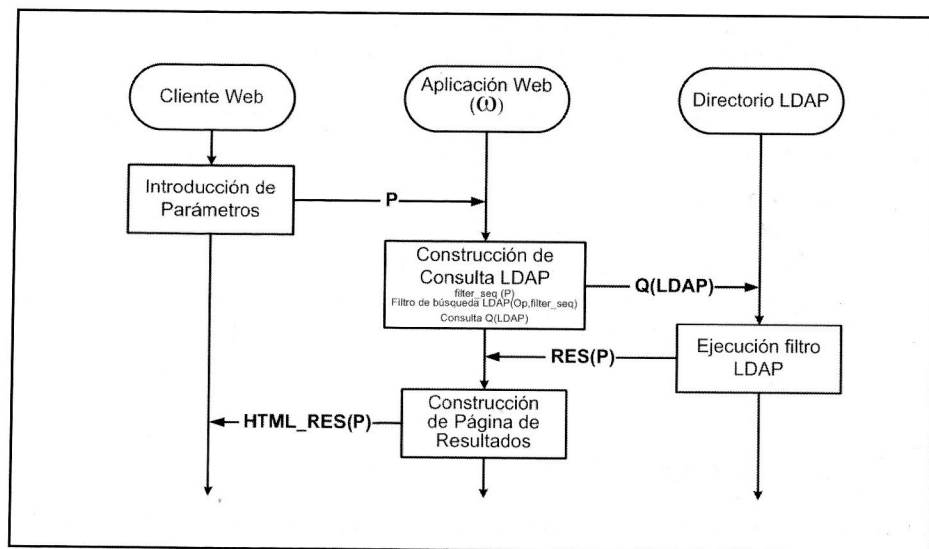 Cliente Web
Aplicación Web
(ω)
Directorio LDAP
Introducción de
Parámetros
P
Construcción de
Consulta LDAP
filter_seq (P)
Filtro de búsqueda LDAP(Op,filter_seq)
Consulta Q(LDAP)
Q(LDAP)
RES(P)
Ejecución filtro
LDAP
HTML_RES(P)
Construcción
de Página de
Resultados